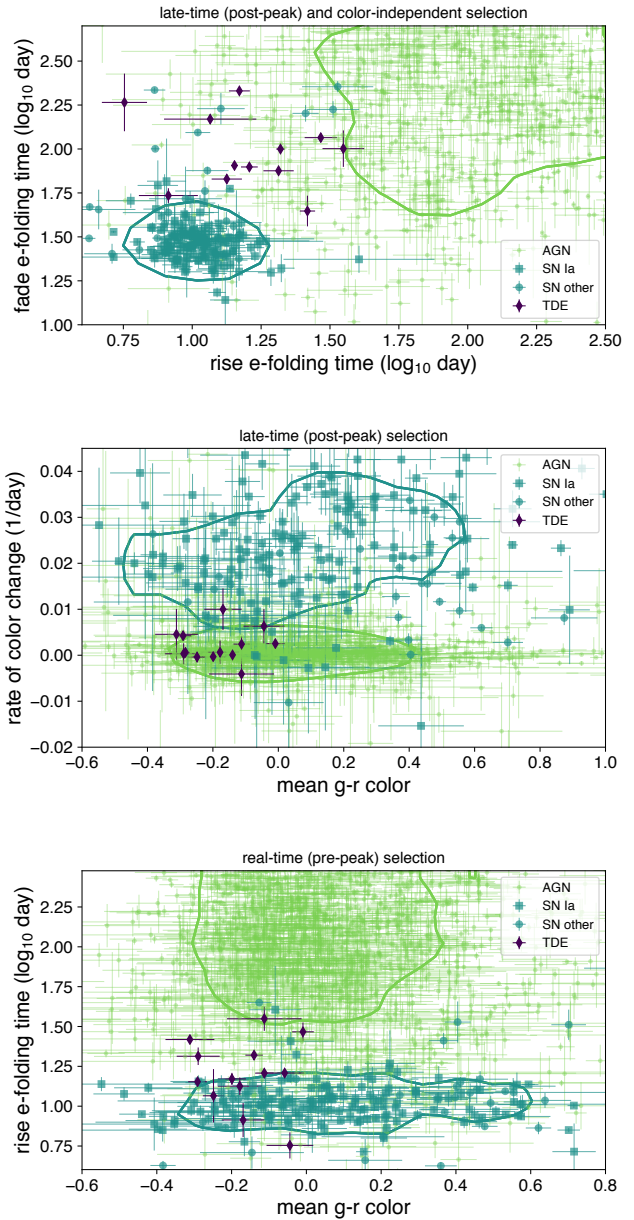 late-time (post-peak) and color-independent selection
fade e-folding time (log10 day)
2.50
2.25
2.00
1.75
1.50
1.25
1.00
AGN
SN Ia
SN other
TDE
0.75 1.00 1.25 1.50 1.75 2.00 2.25 2.50
rise e-folding time (log10 day)
late-time (post-peak) selection
rate of color change (1/day)
0.04
0.03
0.02
0.01
0.00
−0.01
−0.02
AGN
SN Ia
SN other
TDE
−0.6 −0.4 −0.2 0.0 0.2 0.4 0.6 0.8 1.0
mean g-r color
real-time (pre-peak) selection
rise e-folding time (log10 day)
2.25
2.00
1.75
1.50
1.25
1.00
0.75
AGN
SN Ia
SN other
TDE
−0.6 −0.4 −0.2 0.0 0.2 0.4 0.6 0.8
mean g-r color